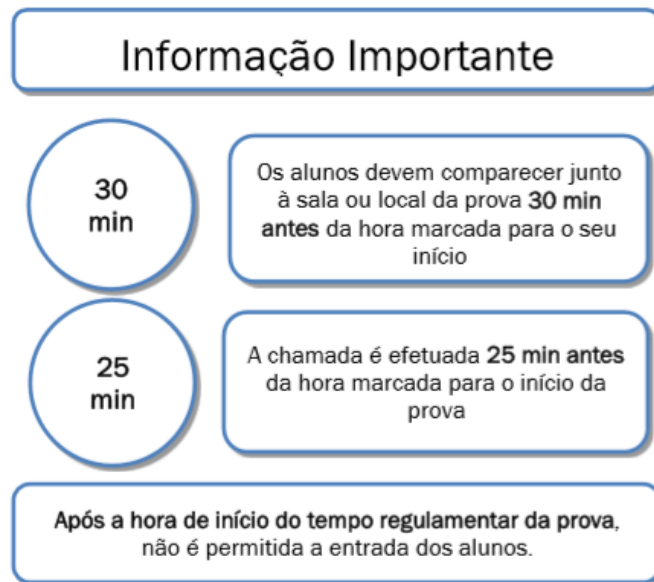 Informação Importante
30
min
Os alunos devem comparecer junto
à sala ou local da prova 30 min
antes da hora marcada para o seu
início
25
min
A chamada é efetuada 25 min antes
da hora marcada para o início da
prova
Após a hora de início do tempo regulamentar da prova,
não é permitida a entrada dos alunos.